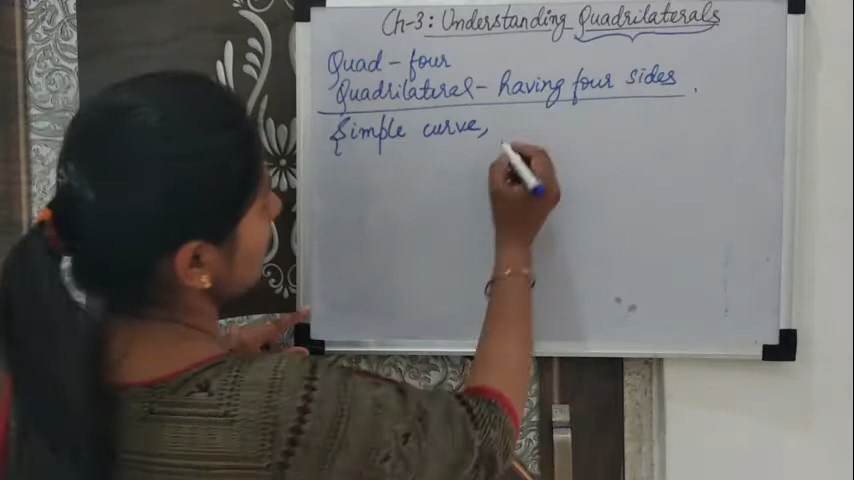 Ch-3: Understanding Quadrilaterals
Quad - four
Quadrilateral - having four sides
Simple curve,